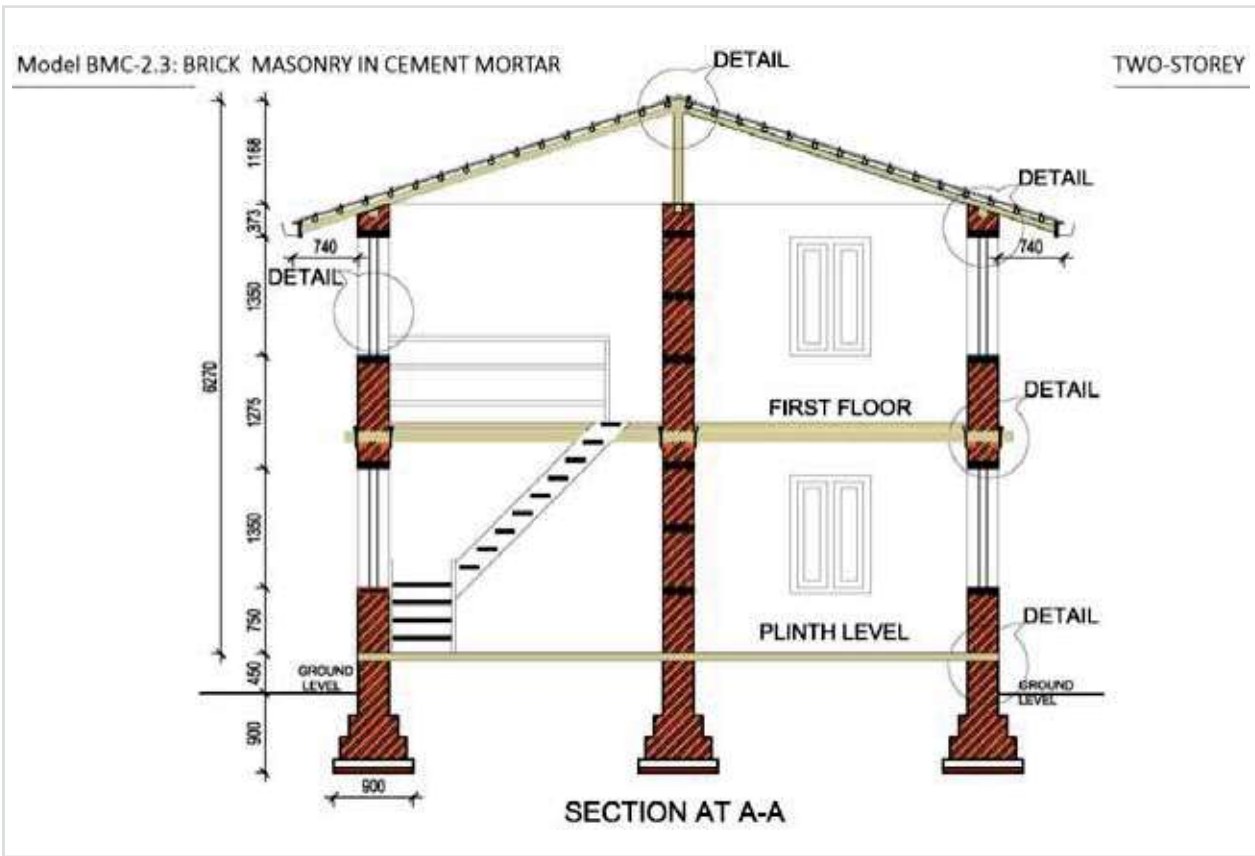 Model BMC-2.3: BRICK MASONRY IN CEMENT MORTAR
TWO-STOREY
DETAIL
1168
DETAIL
373
740
740
DETAIL
1350
6270
DETAIL
1275
FIRST FLOOR
1350
DETAIL
750
PLINTH LEVEL
450
GROUND
LEVEL
GROUND
LEVEL
900
900
SECTION AT A-A